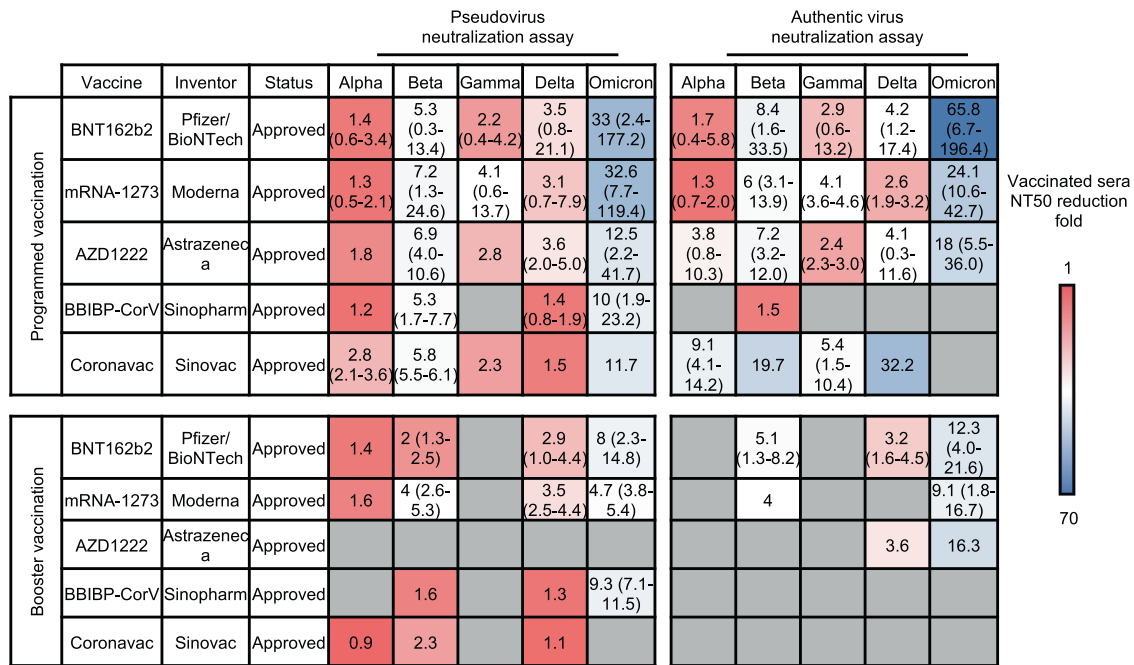 Pseudovirus
neutralization assay
Authentic virus
neutralization assay
Vaccine Inventor Status Alpha Beta Gamma Delta Omicron Alpha Beta Gamma Delta Omicron
Programmed vaccination
BNT162b2 Pfizer/
BioNTech Approved 1.4
(0.6-3.4) 5.3
(0.3-
13.4) 2.2
(0.4-4.2) 3.5
(0.8-
21.1) 33 (2.4-
177.2) 1.7
(0.4-5.8) 8.4
(1.6-
33.5) 2.9
(0.6-
13.2) 4.2
(1.2-
17.4) 65.8
(6.7-
196.4)
mRNA-1273 Moderna Approved 1.3
(0.5-2.1) 7.2
(1.3-
24.6) 4.1
(0.6-
13.7) 3.1
(0.7-7.9) 32.6
(7.7-
119.4) 1.3
(0.7-2.0) 6 (3.1-
13.9) 4.1
(3.6-4.6) 2.6
(1.9-3.2) 24.1
(10.6-
42.7)
AZD1222 Astrazenec
a Approved 1.8 6.9
(4.0-
10.6) 2.8 3.6
(2.0-5.0) 12.5
(2.2-
41.7) 3.8
(0.8-
10.3) 7.2
(3.2-
12.0) 2.4
(2.3-3.0) 4.1
(0.3-
11.6) 18 (5.5-
36.0)
BBIBP-CorV Sinopharm Approved 1.2 5.3
(1.7-7.7) 1.4
(0.8-1.9) 10 (1.9-
23.2) 1.5
Coronavac Sinovac Approved 2.8
(2.1-3.6) 5.8
(5.5-6.1) 2.3 1.5 11.7 9.1
(4.1-
14.2) 19.7 5.4
(1.5-
10.4) 32.2
Booster vaccination
BNT162b2 Pfizer/
BioNTech Approved 1.4 2 (1.3-
2.5) 2.9
(1.0-4.4) 8 (2.3-
14.8) 5.1
(1.3-8.2) 3.2
(1.6-4.5) 12.3
(4.0-
21.6)
mRNA-1273 Moderna Approved 1.6 4 (2.6-
5.3) 3.5
(2.5-4.4) 4.7 (3.8-
5.4) 4 9.1 (1.8-
16.7)
AZD1222 Astrazenec
a Approved 3.6 16.3
BBIBP-CorV Sinopharm Approved 1.6 1.3 9.3 (7.1-
11.5)
Coronavac Sinovac Approved 0.9 2.3 1.1
Vaccinated sera
NT50 reduction
fold
1
70